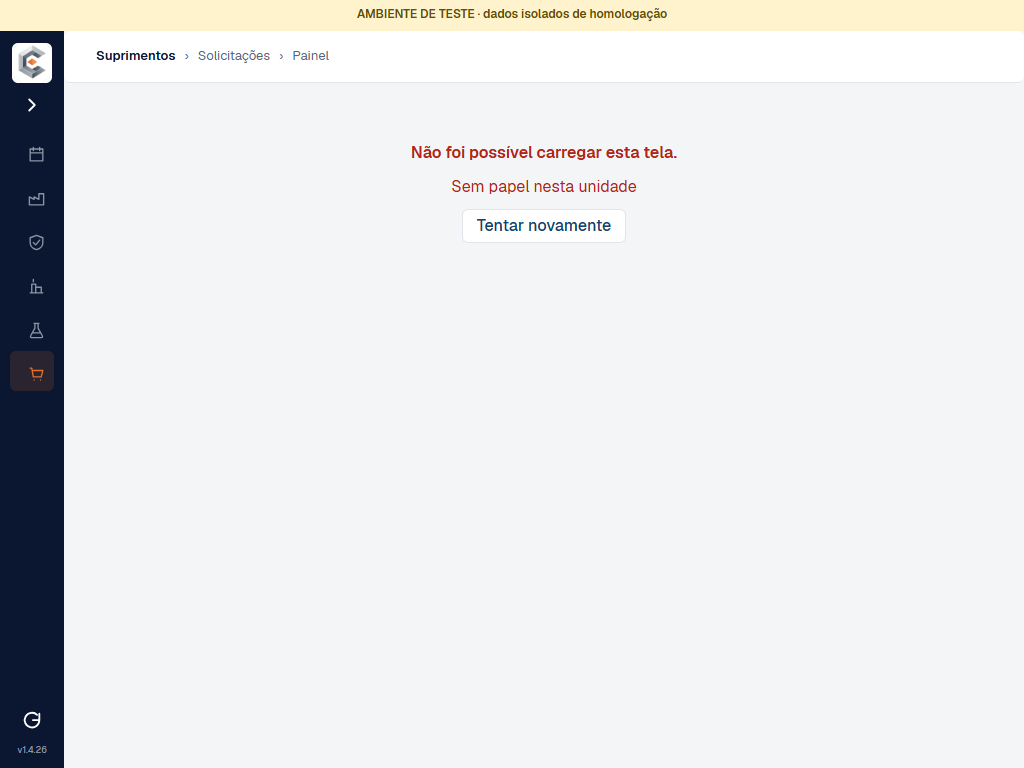 AMBIENTE DE TESTE · dados isolados de homologação
Suprimentos › Solicitações › Painel
Não foi possível carregar esta tela.
Sem papel nesta unidade
Tentar novamente
v1.4.26